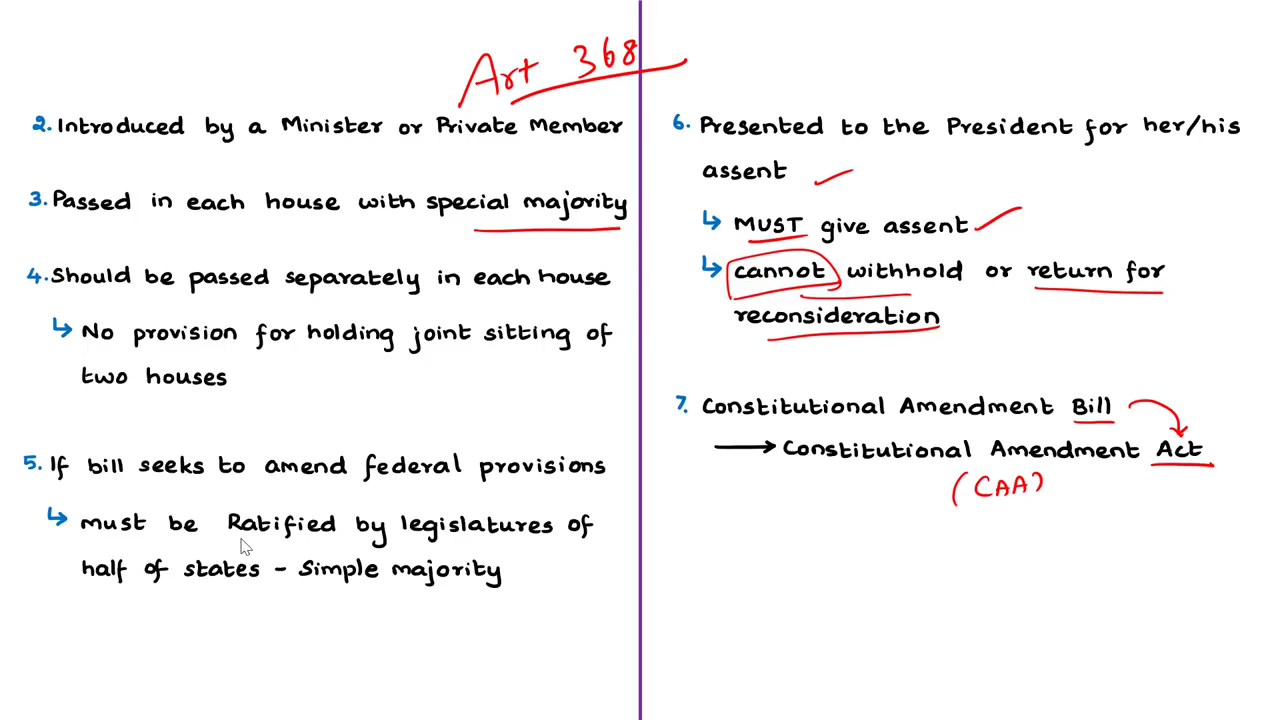 Art 368
2. Introduced by a Minister or Private Member
3. Passed in each house with special majority
4. Should be passed separately in each house
↳ No provision for holding joint sitting of
two houses
5. If bill seeks to amend federal provisions
↳ must be Ratified by legislatures of
half of states - Simple majority
6. Presented to the President for her/his
assent
↳ MUST give assent
↳ cannot withhold or return for
reconsideration
7. Constitutional Amendment Bill
→ Constitutional Amendment Act
(CAA)